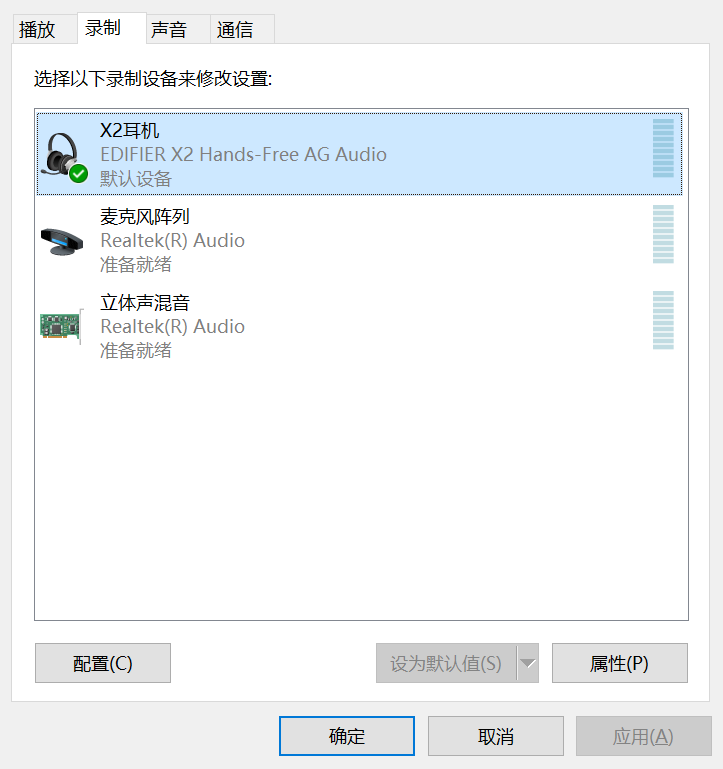 播放 录制 声音 通信
选择以下录制设备来修改设置:
X2耳机
EDIFIER X2 Hands-Free AG Audio
默认设备
麦克风阵列
Realtek(R) Audio
准备就绪
立体声混音
Realtek(R) Audio
准备就绪
配置(C) 设为默认值(S) 属性(P)
确定 取消 应用(A)